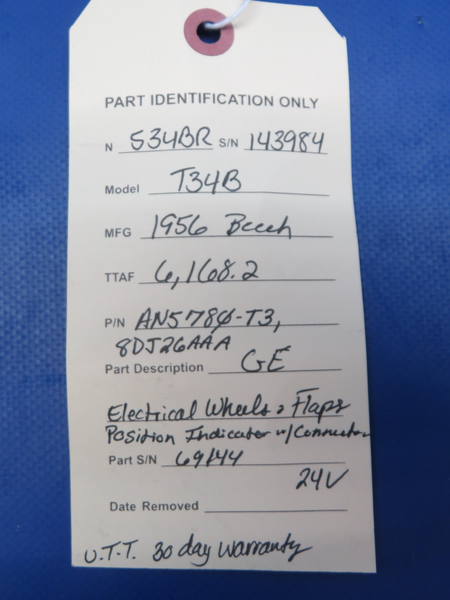 PART IDENTIFICATION ONLY
N 534BR S/N 143984
Model T34B
MFG 1956 Beech
TTAF 6,168.2
P/N AN5780-T3,
8DJ26AAA
Part Description GE
Electrical Wheels & Flaps
Position Indicator w/Connector
Part S/N 69144
24V
Date Removed
U.T.T. 30 day warranty